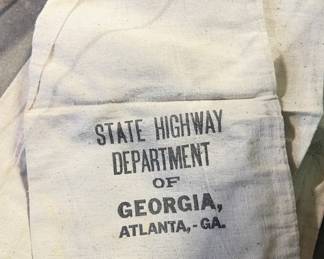 STATE HIGHWAY
DEPARTMENT
OF
GEORGIA,
ATLANTA,-GA.